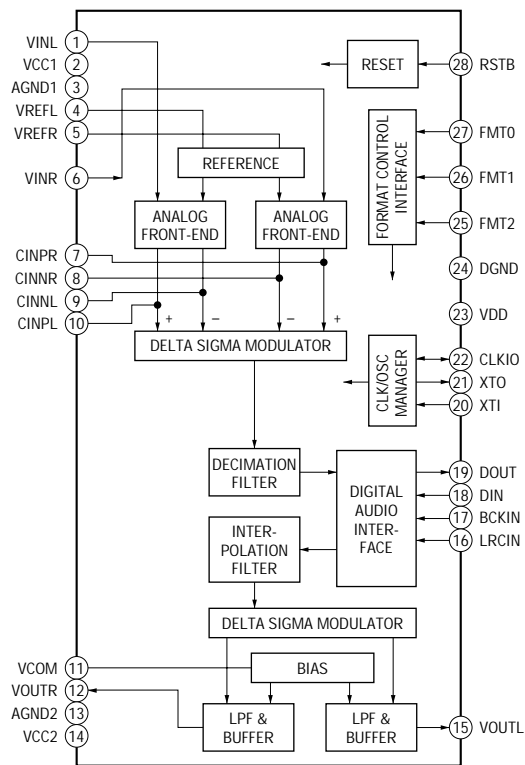 VINL 1
VCC1 2
AGND1 3
VREFL 4
VREFR 5
VINR 6
CINPR 7
CINNR 8
CINNL 9
CINPL 10
VCOM 11
VOUTR 12
AGND2 13
VCC2 14
REFERENCE
ANALOG
FRONT-END
ANALOG
FRONT-END
+ − − +
DELTA SIGMA MODULATOR
DECIMATION
FILTER
INTER-
POLATION
FILTER
DIGITAL
AUDIO
INTER-
FACE
DELTA SIGMA MODULATOR
BIAS
LPF &
BUFFER
LPF &
BUFFER
RESET
FORMAT CONTROL
INTERFACE
CLK/OSC
MANAGER
28 RSTB
27 FMT0
26 FMT1
25 FMT2
24 DGND
23 VDD
22 CLKIO
21 XTO
20 XTI
19 DOUT
18 DIN
17 BCKIN
16 LRCIN
15 VOUTL